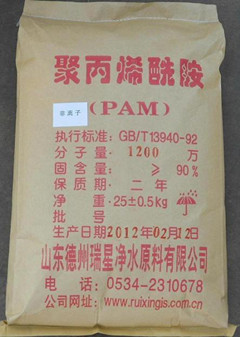 聚丙烯酰胺
非离子
(PAM)
执行标准: GB/T13940-92
分子量: 1200 万
固含量: ≥ 90%
保质期: 二年
净重: 25±0.5kg
批号
生产日期 2012年02月12日
山东德州瑞星净水原料有限公司
电话: 0534-2310678
公司网址: www.ruixingjs.com.cn